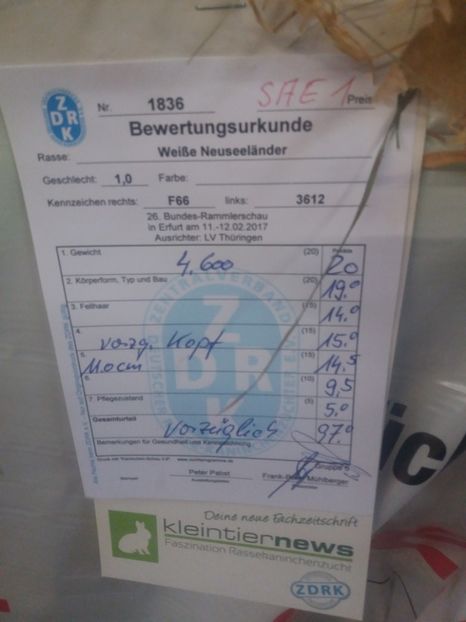 ZDRK
Nr. 1836 SAE 1 Preis
Bewertungsurkunde
Rasse: Weiße Neuseeländer
Geschlecht: 1,0 Farbe:
Kennzeichen rechts: F66 links: 3612
26. Bundes-Rammlerschau
in Erfurt am 11.-12.02.2017
Ausrichter: LV Thüringen
1. Gewicht (20) Punkte
4.600 20
2. Körperform, Typ und Bau (20) 19.0
3. Fellhaar (15) 14.0
4. vorzg. Kopf (15) 15.0
5. 11.0cm (15) 14.5
6. (10) 9,5
7. Pflegezustand (5) 5.0
Gesamturteil vorzüglich 97.0
Bemerkungen für Gesundheit und Kennzeichnung
Gruppe
Peter Pabst
Mühlberger
Deine neue Fachzeitschrift
kleintiernews
Faszination Rassekaninchenzucht
ZDRK